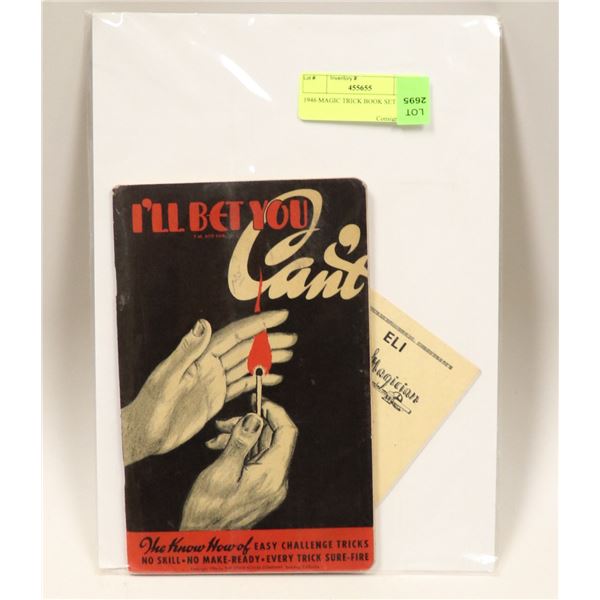 Lot # Inventory #
455655
1946-MAGIC TRICK BOOK SET
Consign
LOT
2695
I'LL BET YOU
Can't
ELI
Magician
The Know How of EASY CHALLENGE TRICKS
NO SKILL • NO MAKE-READY • EVERY TRICK SURE-FIRE